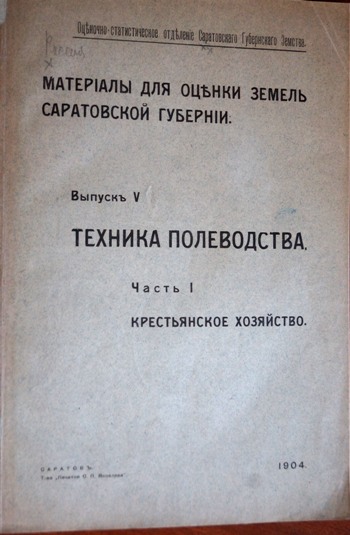 Оцѣночно-статистическое отдѣленіе Саратовскаго Губернскаго Земства.
МАТЕРІАЛЫ ДЛЯ ОЦѢНКИ ЗЕМЕЛЬ
САРАТОВСКОЙ ГУБЕРНІИ.
Выпускъ V
ТЕХНИКА ПОЛЕВОДСТВА.
Часть I
КРЕСТЬЯНСКОЕ ХОЗЯЙСТВО.
САРАТОВЪ.
1904.